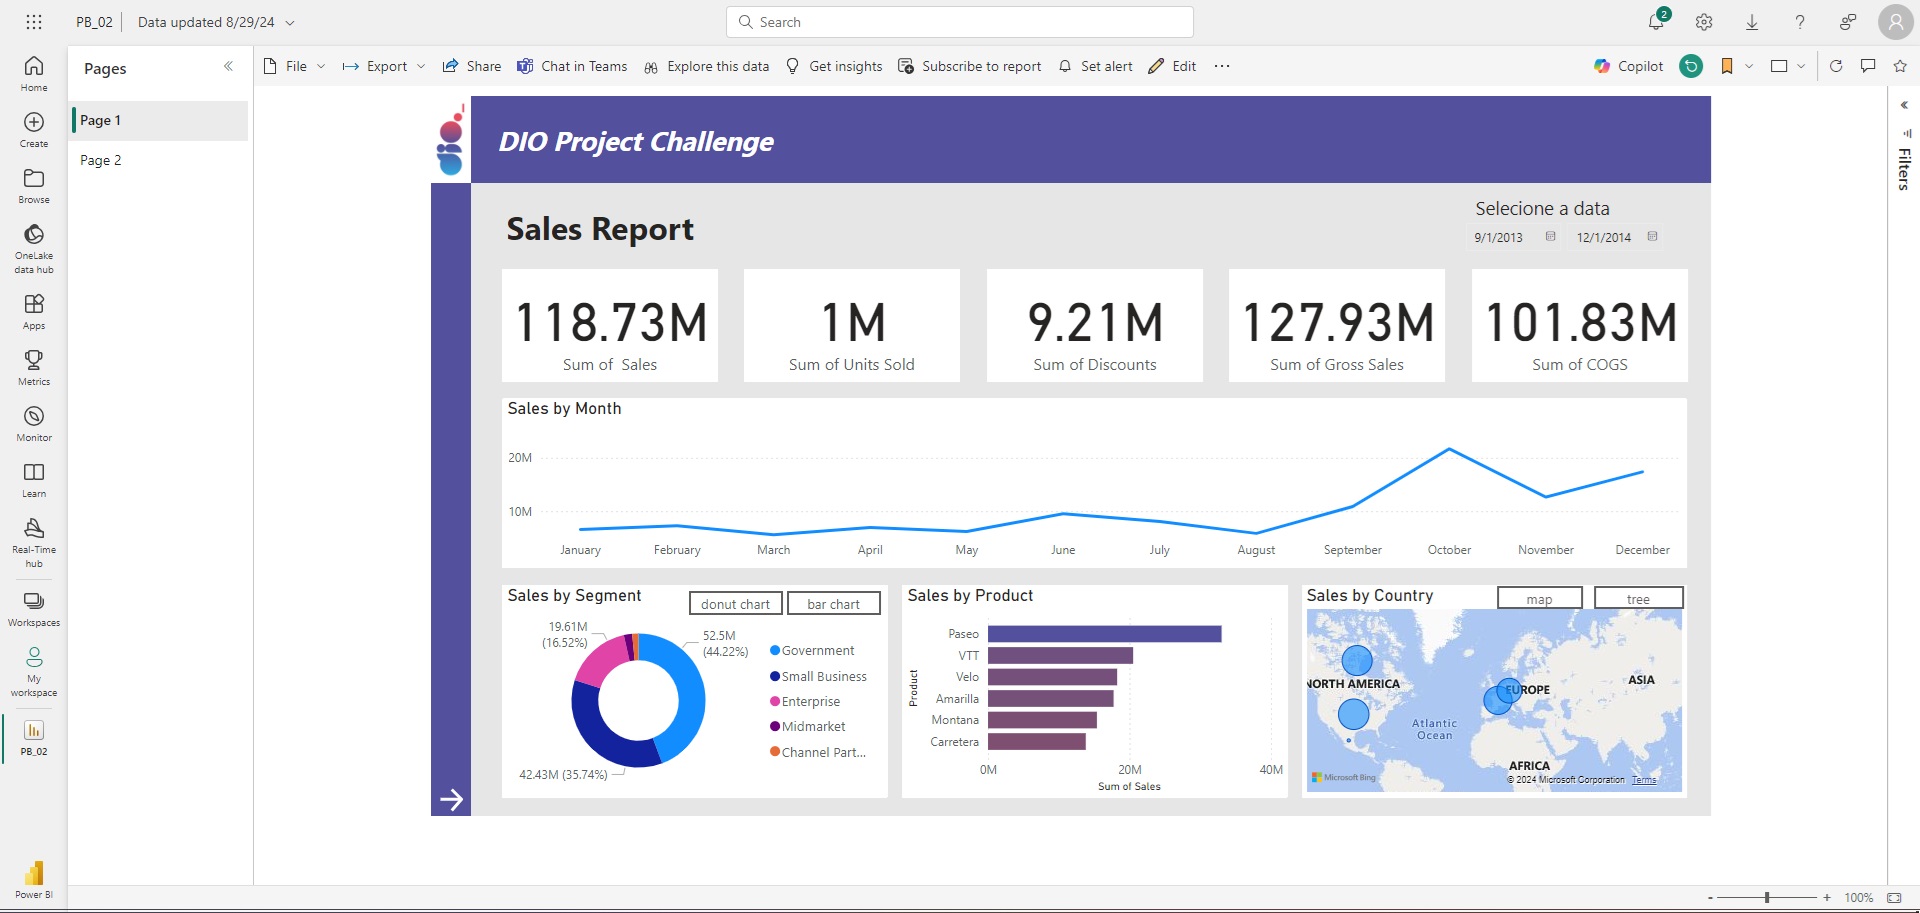 PB_02
Data updated 8/29/24
Search
2
Home
Create
Browse
OneLake
data hub
Apps
Metrics
Monitor
Learn
Real-Time
hub
Workspaces
My
workspace
PB_02
Power BI
Pages
Page 1
Page 2
File
Export
Share
Chat in Teams
Explore this data
Get insights
Subscribe to report
Set alert
Edit
Copilot
Filters
DIO Project Challenge
Sales Report
Selecione a data
9/1/2013
12/1/2014
118.73M
Sum of  Sales
1M
Sum of Units Sold
9.21M
Sum of Discounts
127.93M
Sum of Gross Sales
101.83M
Sum of COGS
Sales by Month
20M
10M
January
February
March
April
May
June
July
August
September
October
November
December
Sales by Segment
donut chart
bar chart
19.61M
(16.52%)
52.5M
(44.22%)
42.43M (35.74%)
Government
Small Business
Enterprise
Midmarket
Channel Part...
Sales by Product
Product
Paseo
VTT
Velo
Amarilla
Montana
Carretera
0M
20M
40M
Sum of Sales
Sales by Country
map
tree
NORTH AMERICA
EUROPE
ASIA
Atlantic
Ocean
AFRICA
Microsoft Bing
© 2024 Microsoft Corporation
Terms
-
+
100%